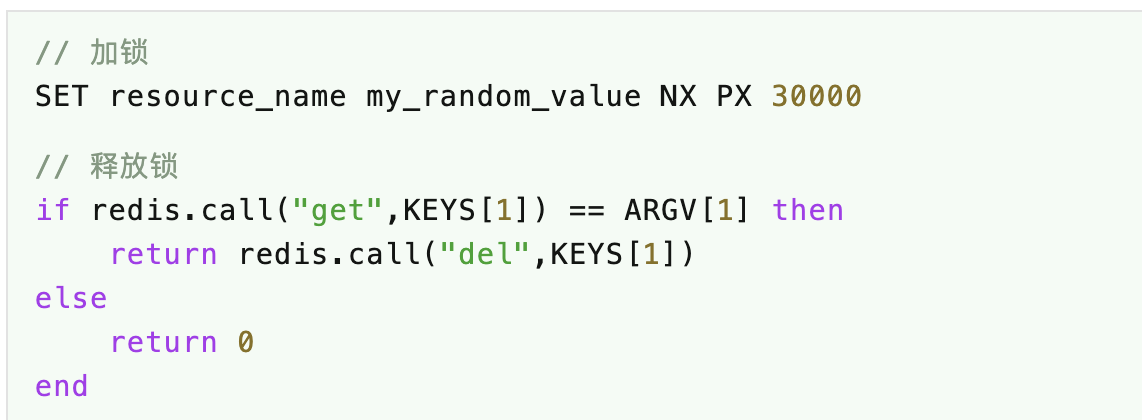 // 加锁
SET resource_name my_random_value NX PX 30000
// 释放锁
if redis.call("get",KEYS[1]) == ARGV[1] then
    return redis.call("del",KEYS[1])
else
    return 0
end